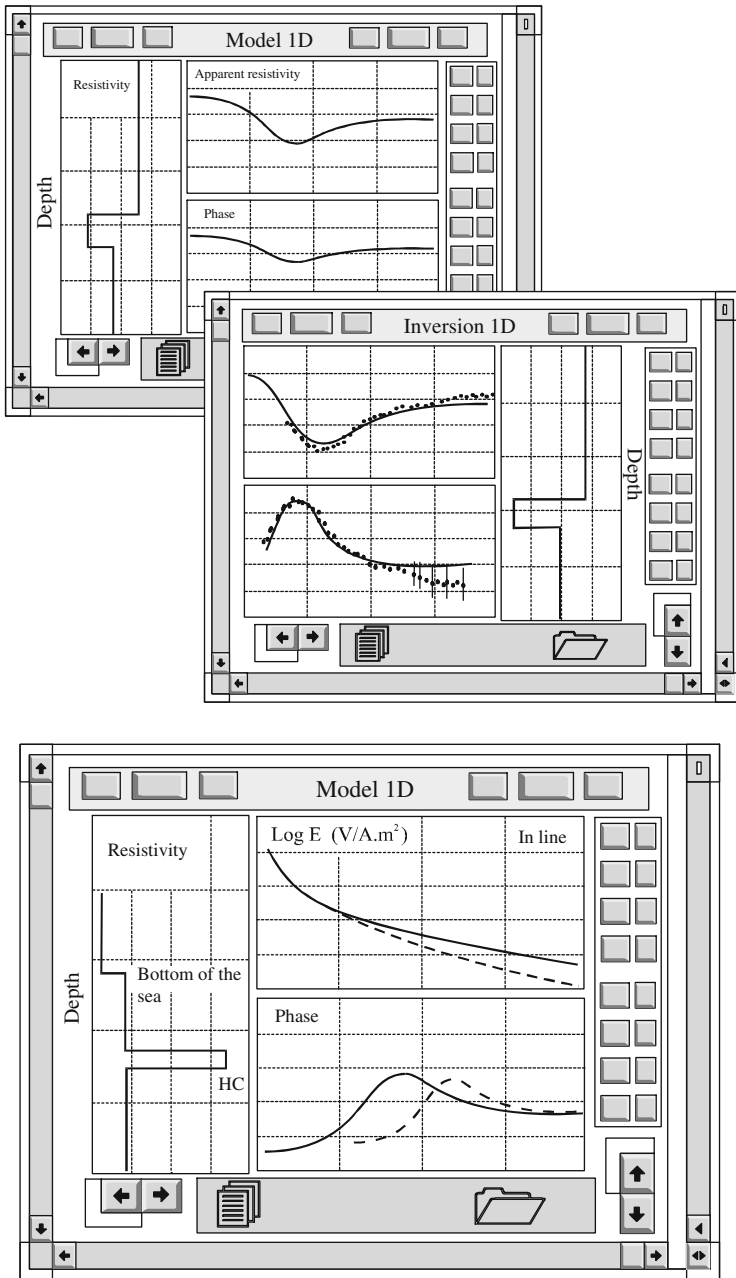 Model 1D
Resistivity
Apparent resistivity
Depth
Phase
Inversion 1D
Depth
Model 1D
Resistivity
Log E (V/A.m²)
In line
Depth
Bottom of the
sea
HC
Phase